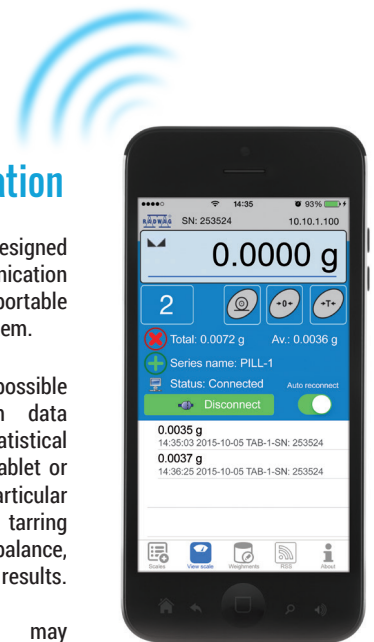 ation
esigned
nication
portable
em.
possible
n data
atistical
ablet or
articular
tarring
balance,
results.
may
14:35
93%
RADWAG SN: 253524 10.10.1.100
0.0000 g
2 →0← →T←
Total: 0.0072 g Av.: 0.0036 g
Series name: PILL-1
Status: Connected Auto reconnect
Disconnect
0.0035 g
14:35:03 2015-10-05 TAB-1-SN: 253524
0.0037 g
14:36:25 2015-10-05 TAB-1-SN: 253524
Scales View scale Weighments RSS About